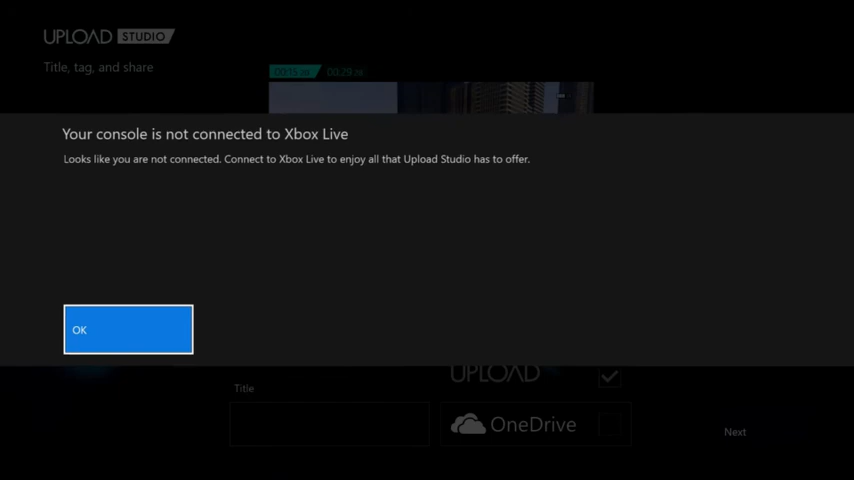 UPLOAD STUDIO
Title, tag, and share
Your console is not connected to Xbox Live
Looks like you are not connected. Connect to Xbox Live to enjoy all that Upload Studio has to offer.
OK
UPLOAD
Title
OneDrive
Next